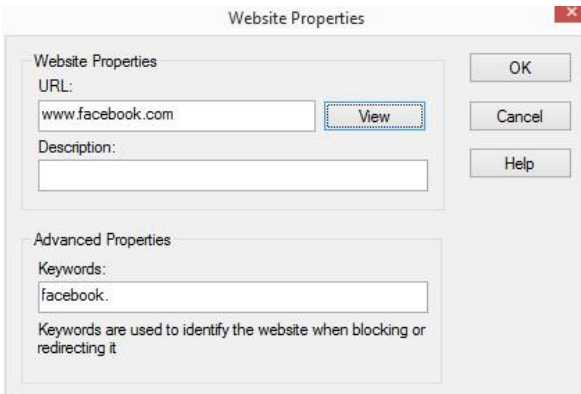 Website Properties
Website Properties
OK
URL:
www.facebook.com
View
Cancel
Description:
Help
Advanced Properties
Keywords:
facebook.
Keywords are used to identify the website when blocking or
redirecting it